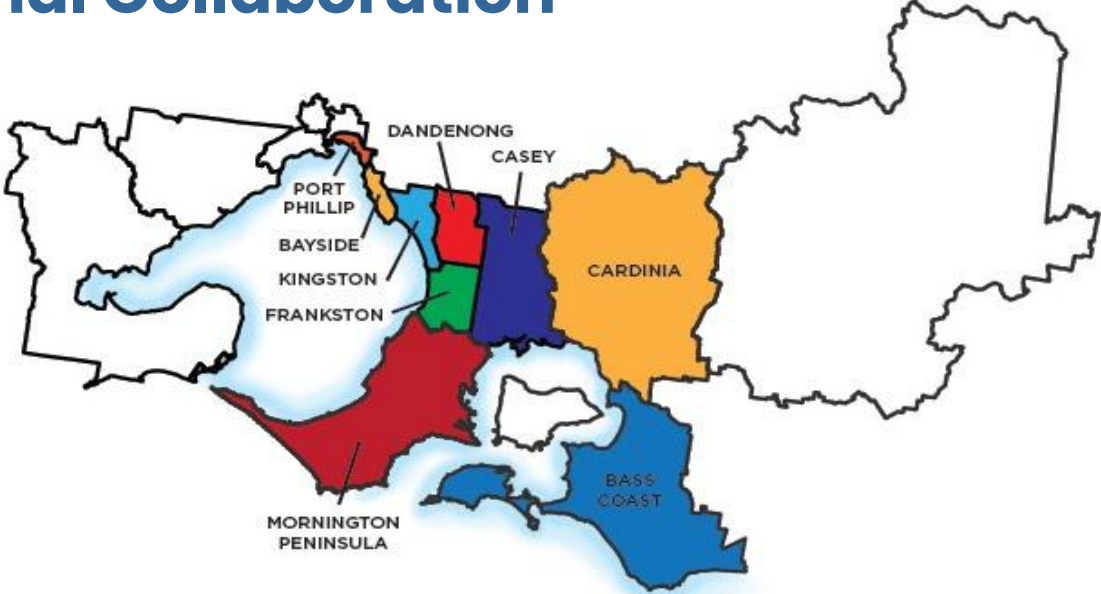 DANDENONG
CASEY
PORT
PHILLIP
BAYSIDE
KINGSTON
FRANKSTON
CARDINIA
BASS
COAST
MORNINGTON
PENINSULA